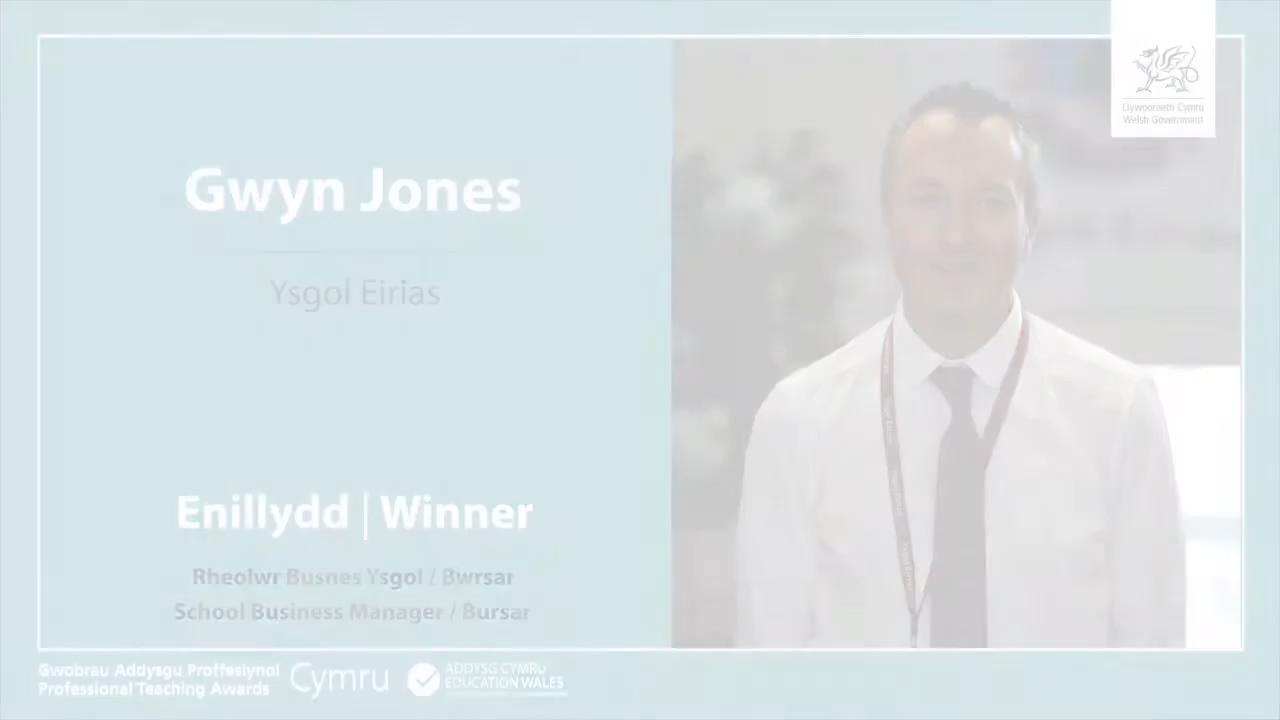 Llywodraeth Cymru
Welsh Government
Gwyn Jones
Ysgol Eirias
Enillydd | Winner
Rheolwr Busnes Ysgol / Bwrsar
School Business Manager / Bursar
Gwobrau Addysgu Proffesiynol
Professional Teaching Awards
Cymru
ADDYSG CYMRU
EDUCATION WALES